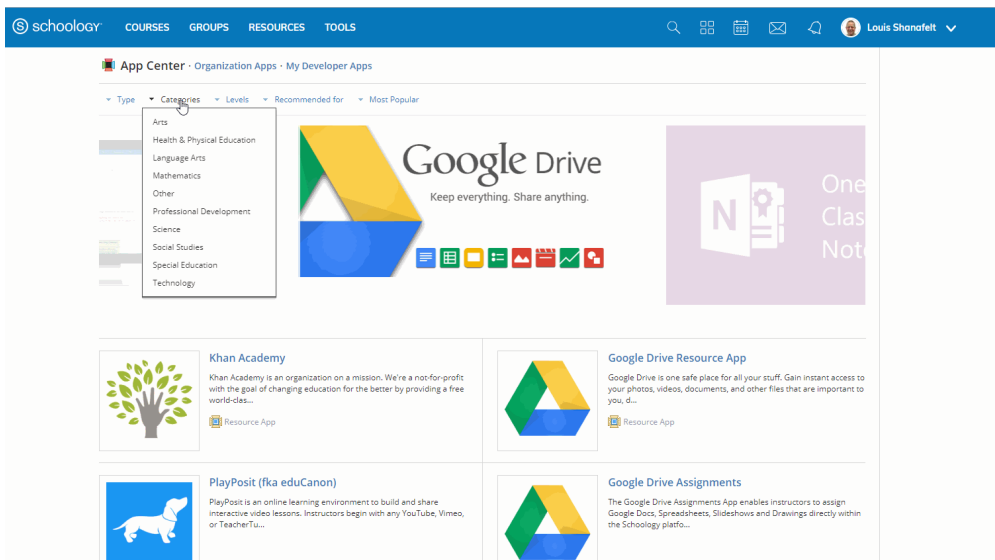 schoology COURSES GROUPS RESOURCES TOOLS Louis Shanafelt
App Center · Organization Apps · My Developer Apps
Type Categories Levels Recommended for Most Popular
Arts
Health & Physical Education
Language Arts
Mathematics
Other
Professional Development
Science
Social Studies
Special Education
Technology
Google Drive
Keep everything. Share anything.
N
One
Clas
Note
Khan Academy
Khan Academy is an organization on a mission. We're a not-for-profit
with the goal of changing education for the better by providing a free
world-clas...
Resource App
Google Drive Resource App
Google Drive is one safe place for all your stuff. Gain instant access to
your photos, videos, documents, and other files that are important to
you, d...
Resource App
PlayPosit (fka eduCanon)
PlayPosit is an online learning environment to build and share
interactive video lessons. Instructors begin with any YouTube, Vimeo,
or TeacherTu...
Google Drive Assignments
The Google Drive Assignments App enables instructors to assign
Google Docs, Spreadsheets, Slideshows and Drawings directly within
the Schoology platfo...